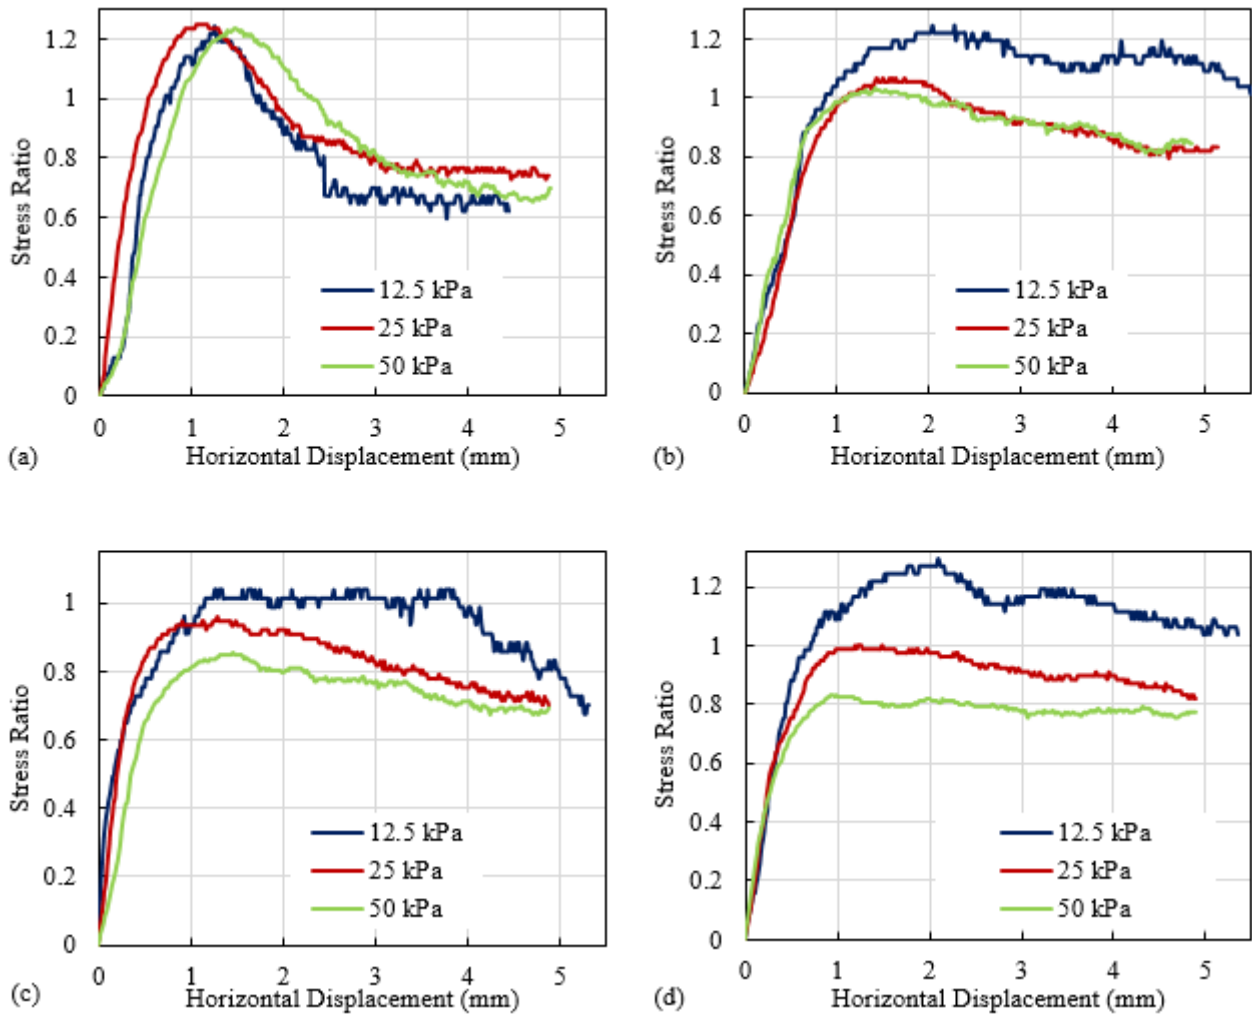 1.2
1
0.8
0.6
0.4
0.2
0
Stress Ratio
12.5 kPa
25 kPa
50 kPa
0 1 2 3 4 5
(a) Horizontal Displacement (mm)
1.2
1
0.8
0.6
0.4
0.2
0
Stress Ratio
12.5 kPa
25 kPa
50 kPa
0 1 2 3 4 5
(b) Horizontal Displacement (mm)
1
0.8
0.6
0.4
0.2
0
Stress Ratio
12.5 kPa
25 kPa
50 kPa
0 1 2 3 4 5
(c) Horizontal Displacement (mm)
1.2
1
0.8
0.6
0.4
0.2
0
Stress Ratio
12.5 kPa
25 kPa
50 kPa
0 1 2 3 4 5
(d) Horizontal Displacement (mm)